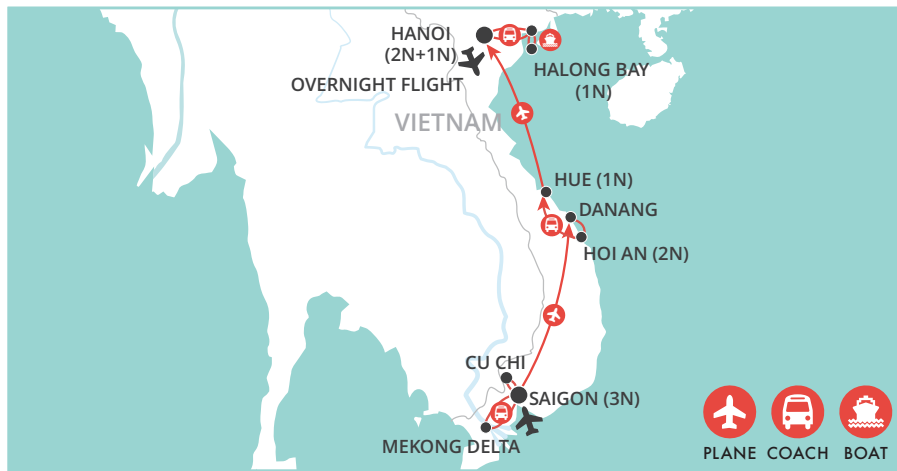 HANOI
(2N+1N)
OVERNIGHT FLIGHT
HALONG BAY
(1N)
VIETNAM
HUE (1N)
DANANG
HOI AN (2N)
CU CHI
SAIGON (3N)
MEKONG DELTA
PLANE COACH BOAT